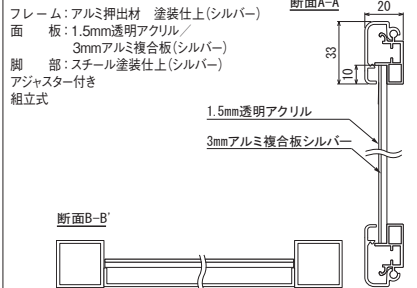 フレーム:アルミ押出材 塗装仕上(シルバー)
面 板:1.5mm透明アクリル/
3mmアルミ複合板(シルバー)
脚 部:スチール塗装仕上(シルバー)
アジャスター付き
組立式
断面A-A
20
33
10
1.5mm透明アクリル
3mmアルミ複合板シルバー
断面B-B'